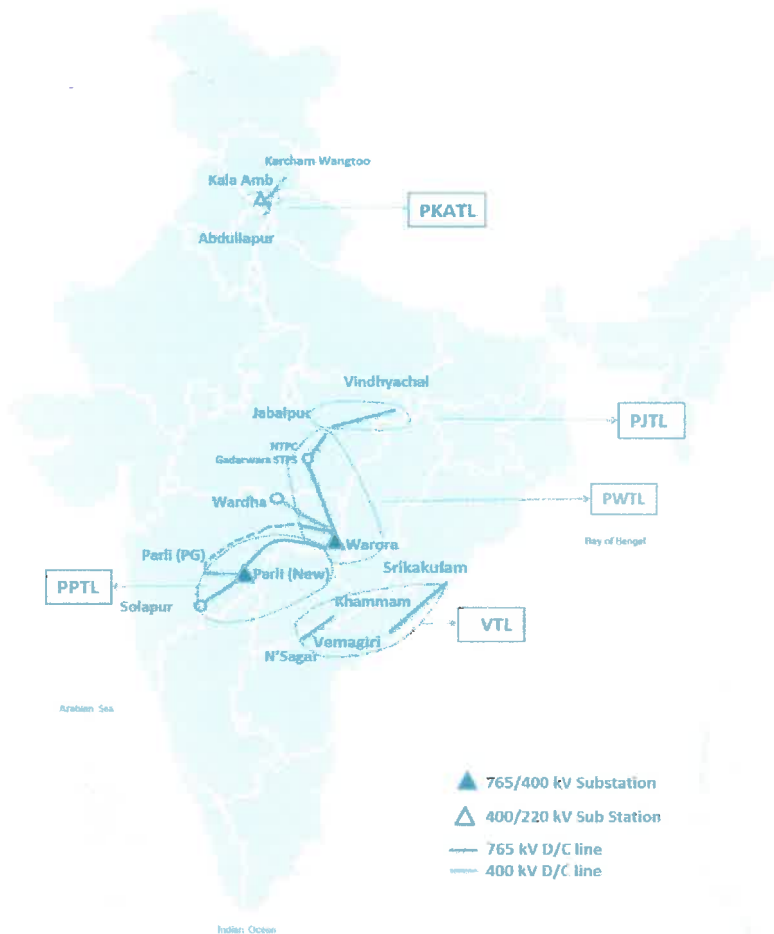 Karcham Wangtoo
Kala Amb
PKATL
Abdullapur
Vindhyachal
Jabalpur
PJTL
NTPC
Gadarwara STPS
Wardha
PWTL
Warora
Bay of Bengal
Parli (PG)
Srikakulam
Parli (New)
PPTL
Khammam
Solapur
VTL
Vemagiri
N'Sagar
Arabian Sea
765/400 kV Substation
400/220 kV Sub Station
765 kV D/C line
400 kV D/C line
Indian Ocean